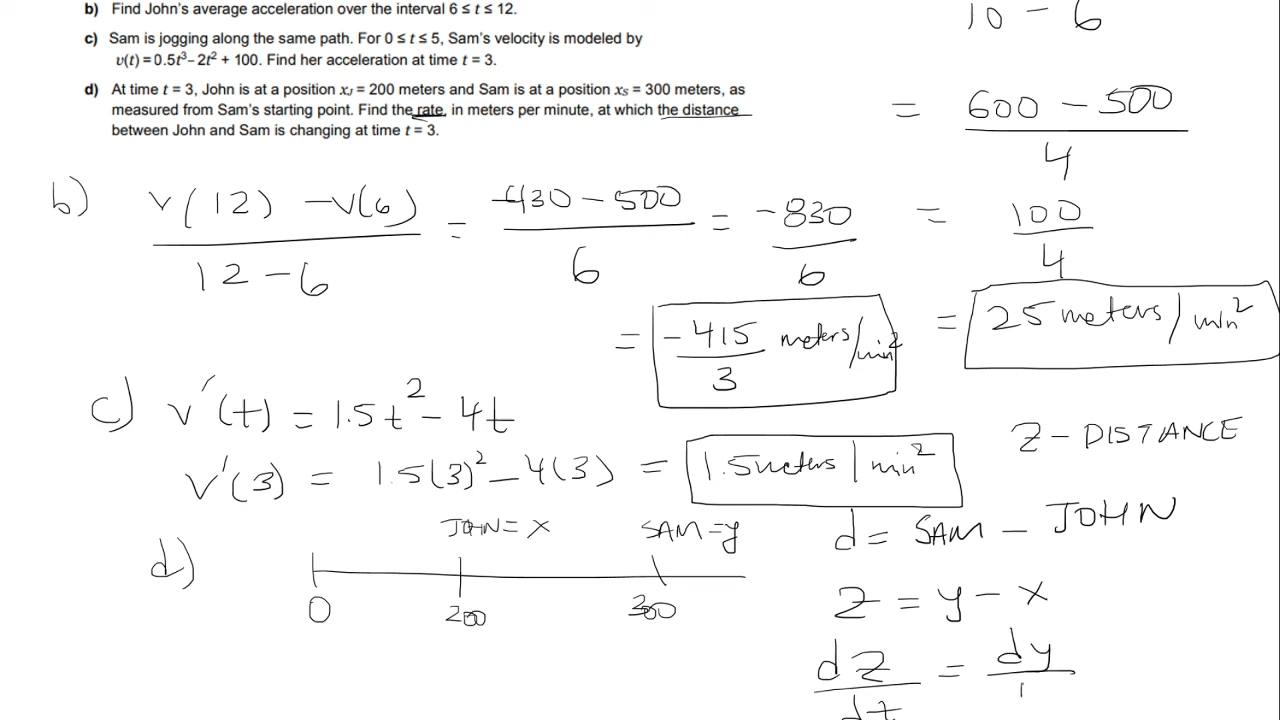 b) Find John's average acceleration over the interval 6 ≤ t ≤ 12.
c) Sam is jogging along the same path. For 0 ≤ t ≤ 5, Sam's velocity is modeled by
v(t) = 0.5t³ – 2t² + 100. Find her acceleration at time t = 3.
d) At time t = 3, John is at a position xJ = 200 meters and Sam is at a position xS = 300 meters, as
measured from Sam's starting point. Find the rate, in meters per minute, at which the distance
between John and Sam is changing at time t = 3.
10 - 6
= 600 - 500
4
= 100
4
= 25 meters/min²
b) v(12) - v(6) = -430 - 500 = -830
12 - 6 6 6
= -415 meters/min²
3
c) v'(t) = 1.5t² - 4t
v'(3) = 1.5(3)² - 4(3) = 1.5 meters/min²
d) JOHN = x SAM = y
0 200 300
Z - DISTANCE
d = SAM - JOHN
Z = y - x
dZ = dy
dt